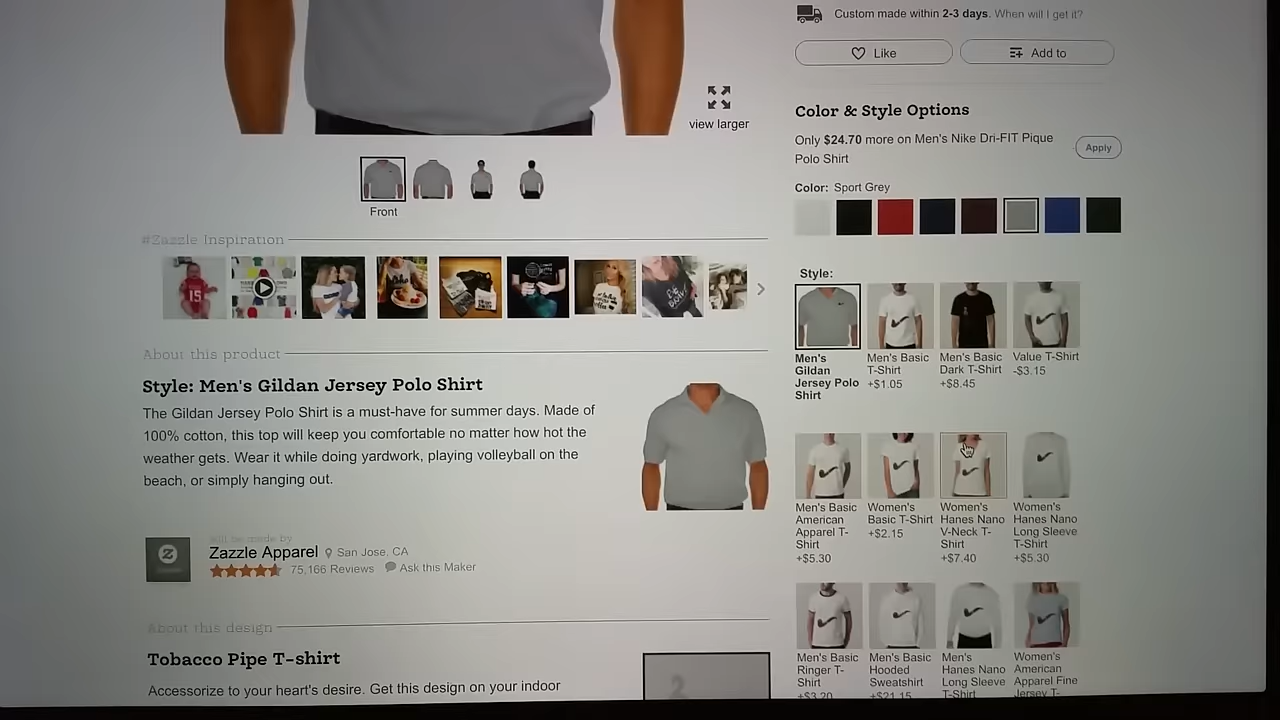 Custom made within 2-3 days. When will I get it?
Like
Add to
view larger
Color & Style Options
Only $24.70 more on Men's Nike Dri-FIT Pique
Polo Shirt
Apply
Color: Sport Grey
Front
#Zazzle Inspiration
15
Style:
Men's
Gildan
Jersey Polo
Shirt
Men's Basic
T-Shirt
+$1.05
Men's Basic
Dark T-Shirt
+$8.45
Value T-Shirt
-$3.15
About this product
Style: Men's Gildan Jersey Polo Shirt
The Gildan Jersey Polo Shirt is a must-have for summer days. Made of
100% cotton, this top will keep you comfortable no matter how hot the
weather gets. Wear it while doing yardwork, playing volleyball on the
beach, or simply hanging out.
Men's Basic
American
Apparel T-
Shirt
+$5.30
Women's
Basic T-Shirt
+$2.15
Women's
Hanes Nano
V-Neck T-
Shirt
+$7.40
Women's
Hanes Nano
Long Sleeve
T-Shirt
+$5.30
will be made by
Zazzle Apparel
San Jose, CA
75,166 Reviews
Ask this Maker
About this design
Tobacco Pipe T-shirt
Accessorize to your heart's desire. Get this design on your indoor
Men's Basic
Ringer T-
Shirt
+$3.20
Men's Basic
Hooded
Sweatshirt
+$21.15
Men's
Hanes Nano
Long Sleeve
T-Shirt
Women's
American
Apparel Fine
Jersey T-